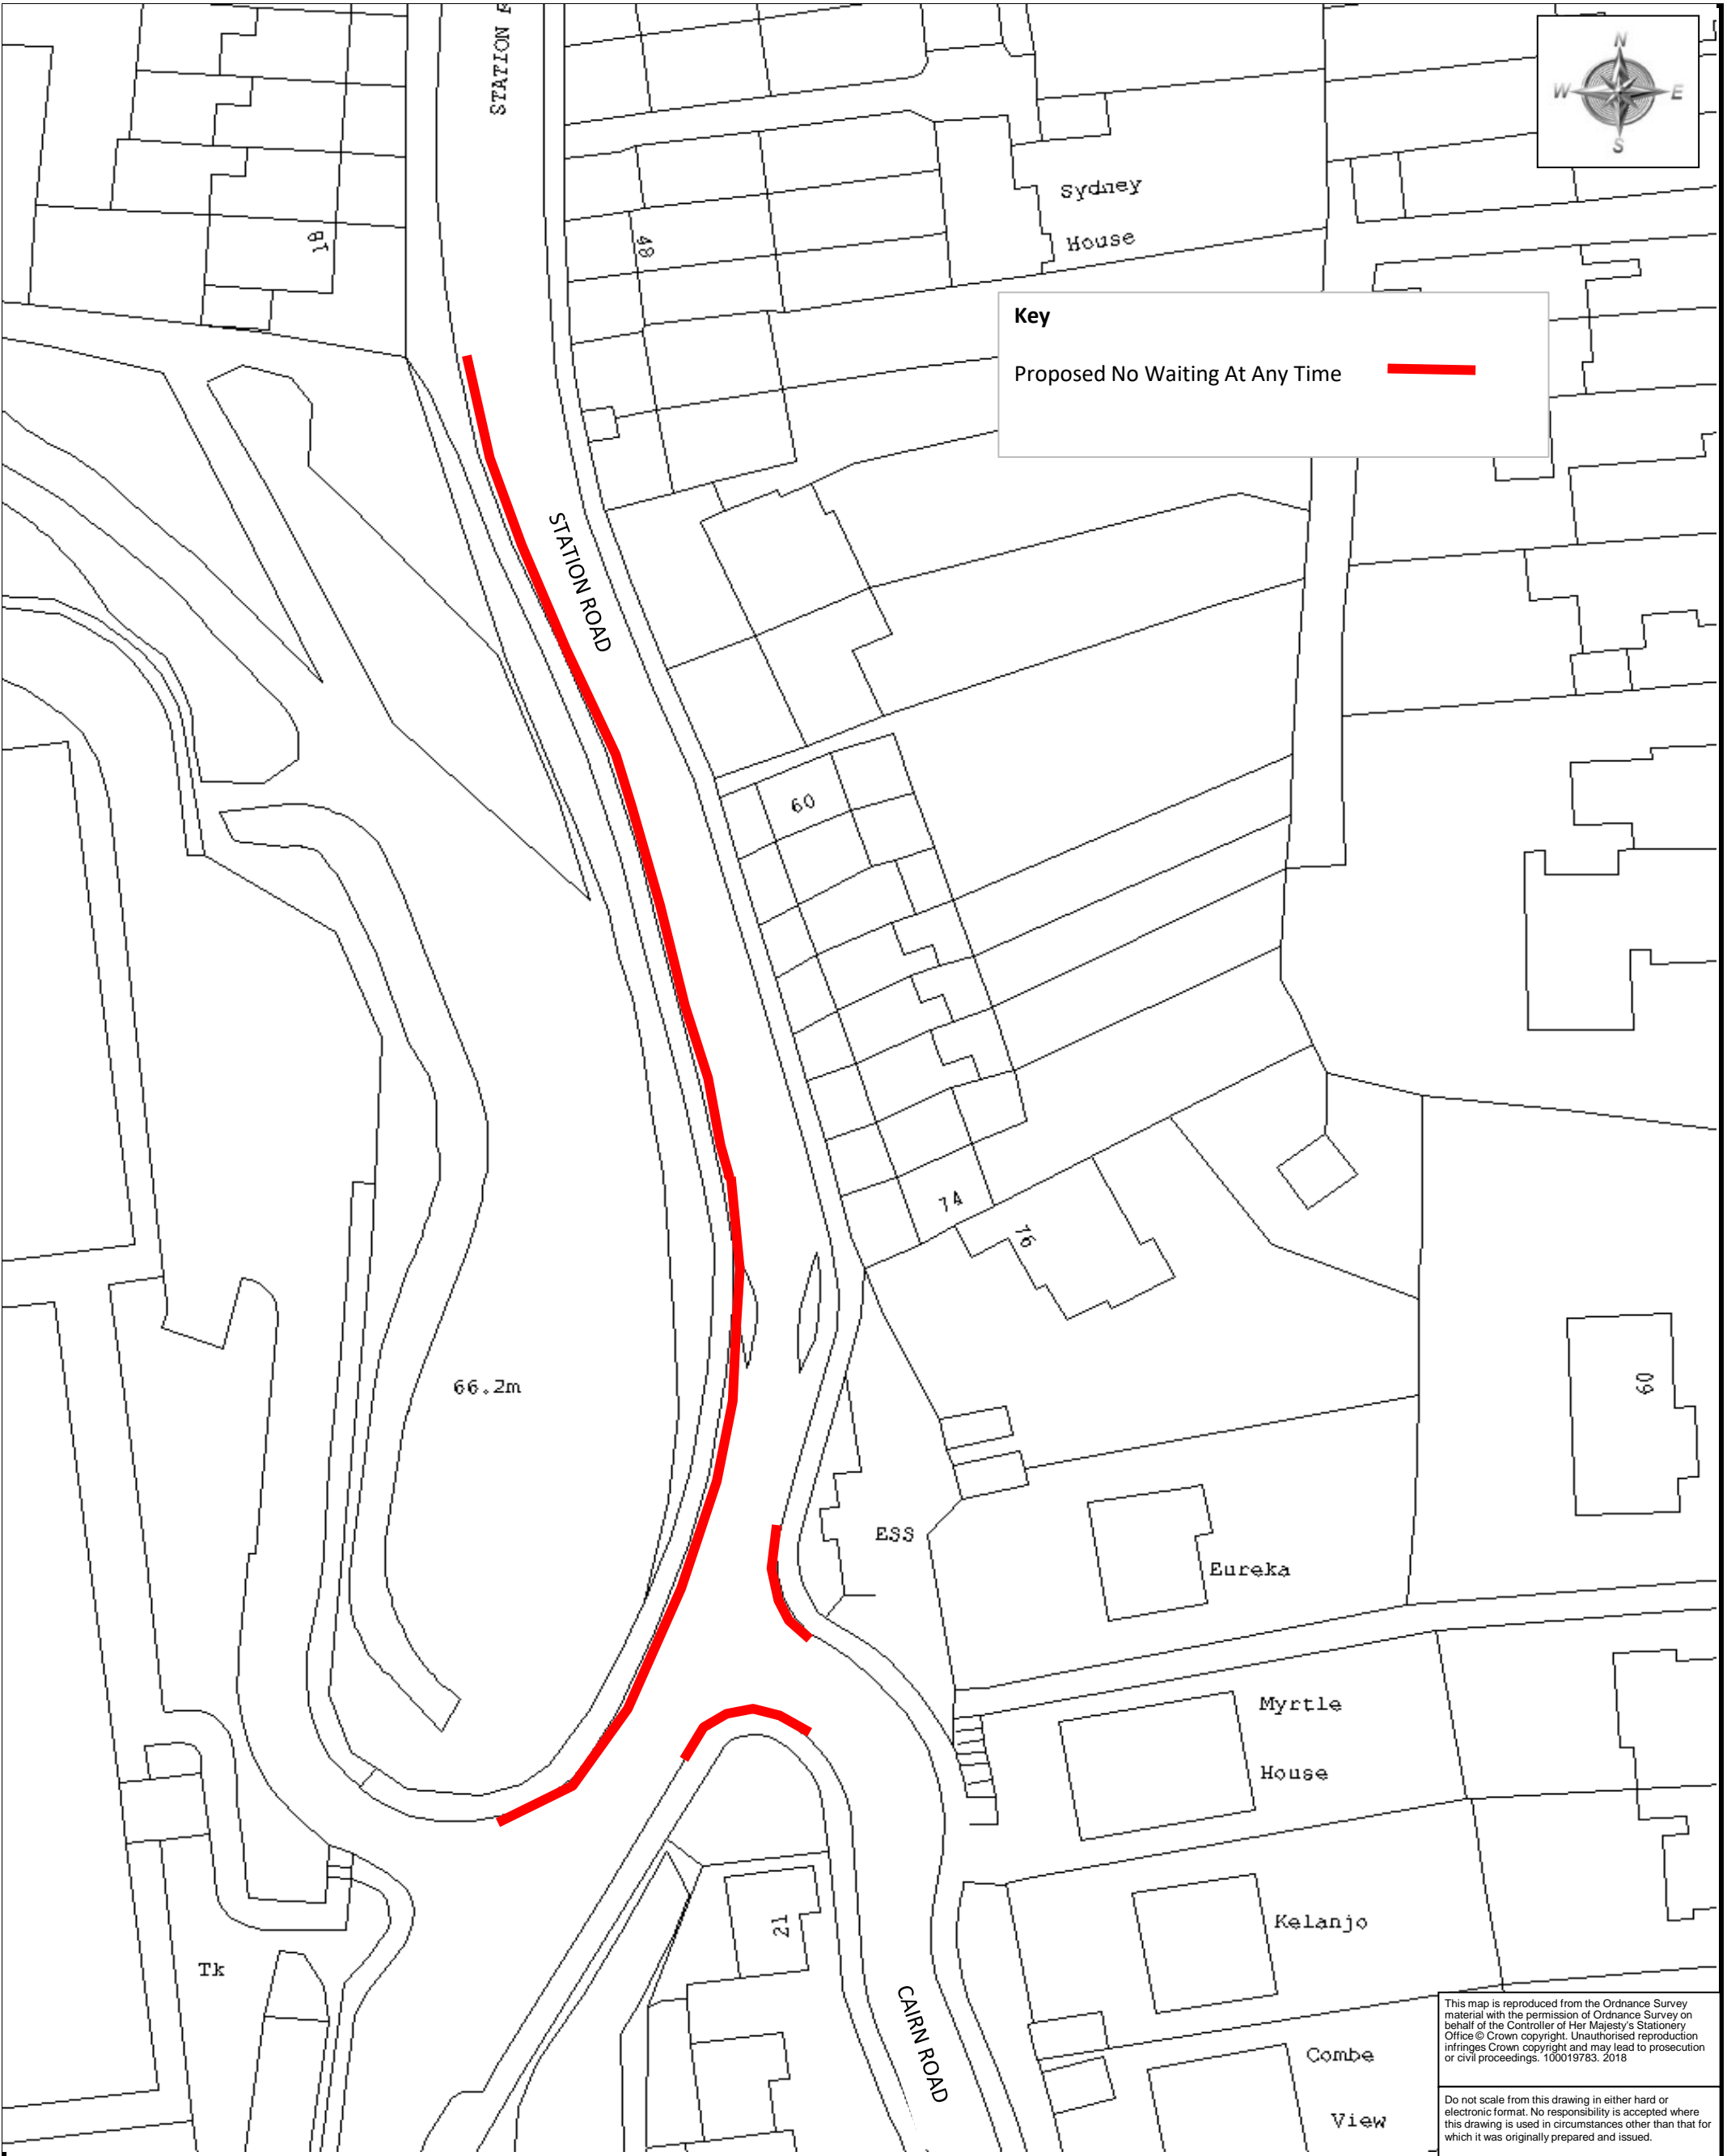 STATION
N
W
E
S
Sydney
House
18
48
Key
Proposed No Waiting At Any Time
STATION ROAD
60
74
76
66.2m
60
ESS
Eureka
Myrtle
House
21
Kelanjo
Tk
CAIRN ROAD
Combe
View
This map is reproduced from the Ordnance Survey
material with the permission of Ordnance Survey on
behalf of the Controller of Her Majesty's Stationery
Office © Crown copyright. Unauthorised reproduction
infringes Crown copyright and may lead to prosecution
or civil proceedings. 100019783. 2018
Do not scale from this drawing in either hard or
electronic format. No responsibility is accepted where
this drawing is used in circumstances other than that for
which it was originally prepared and issued.